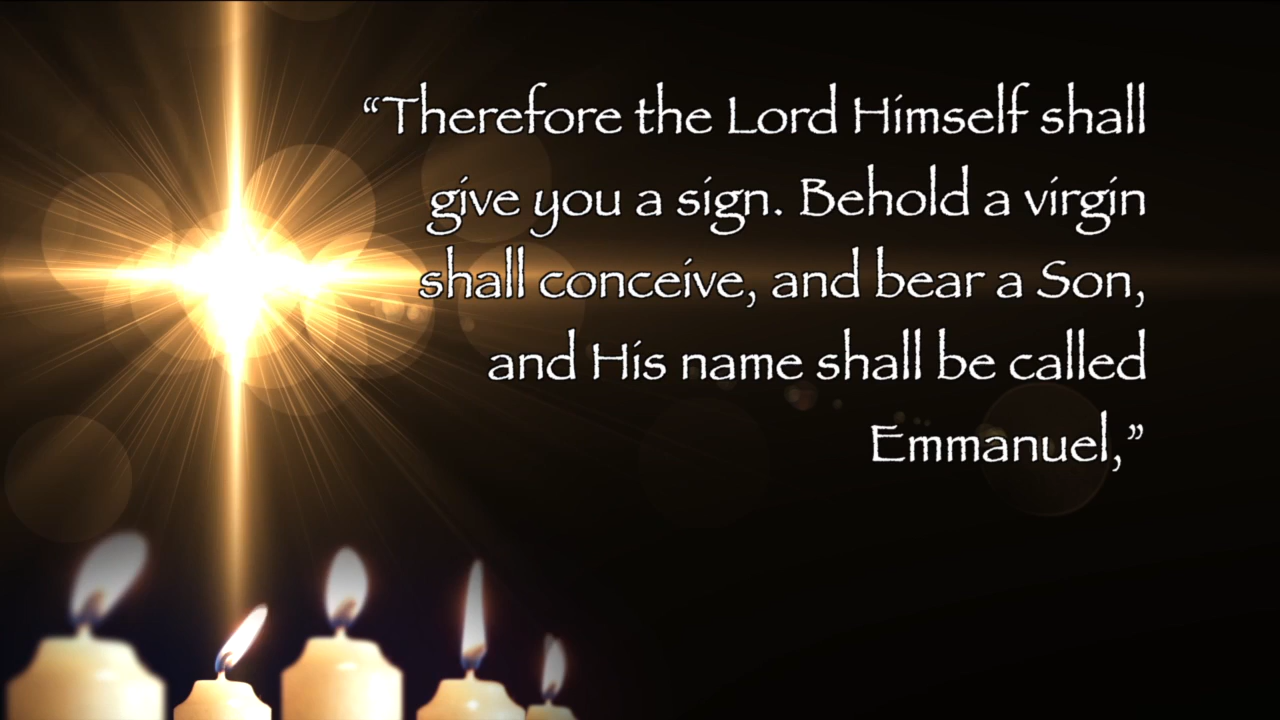 “Therefore the Lord Himself shall
give you a sign. Behold a virgin
shall conceive, and bear a Son,
and His name shall be called
Emmanuel,”